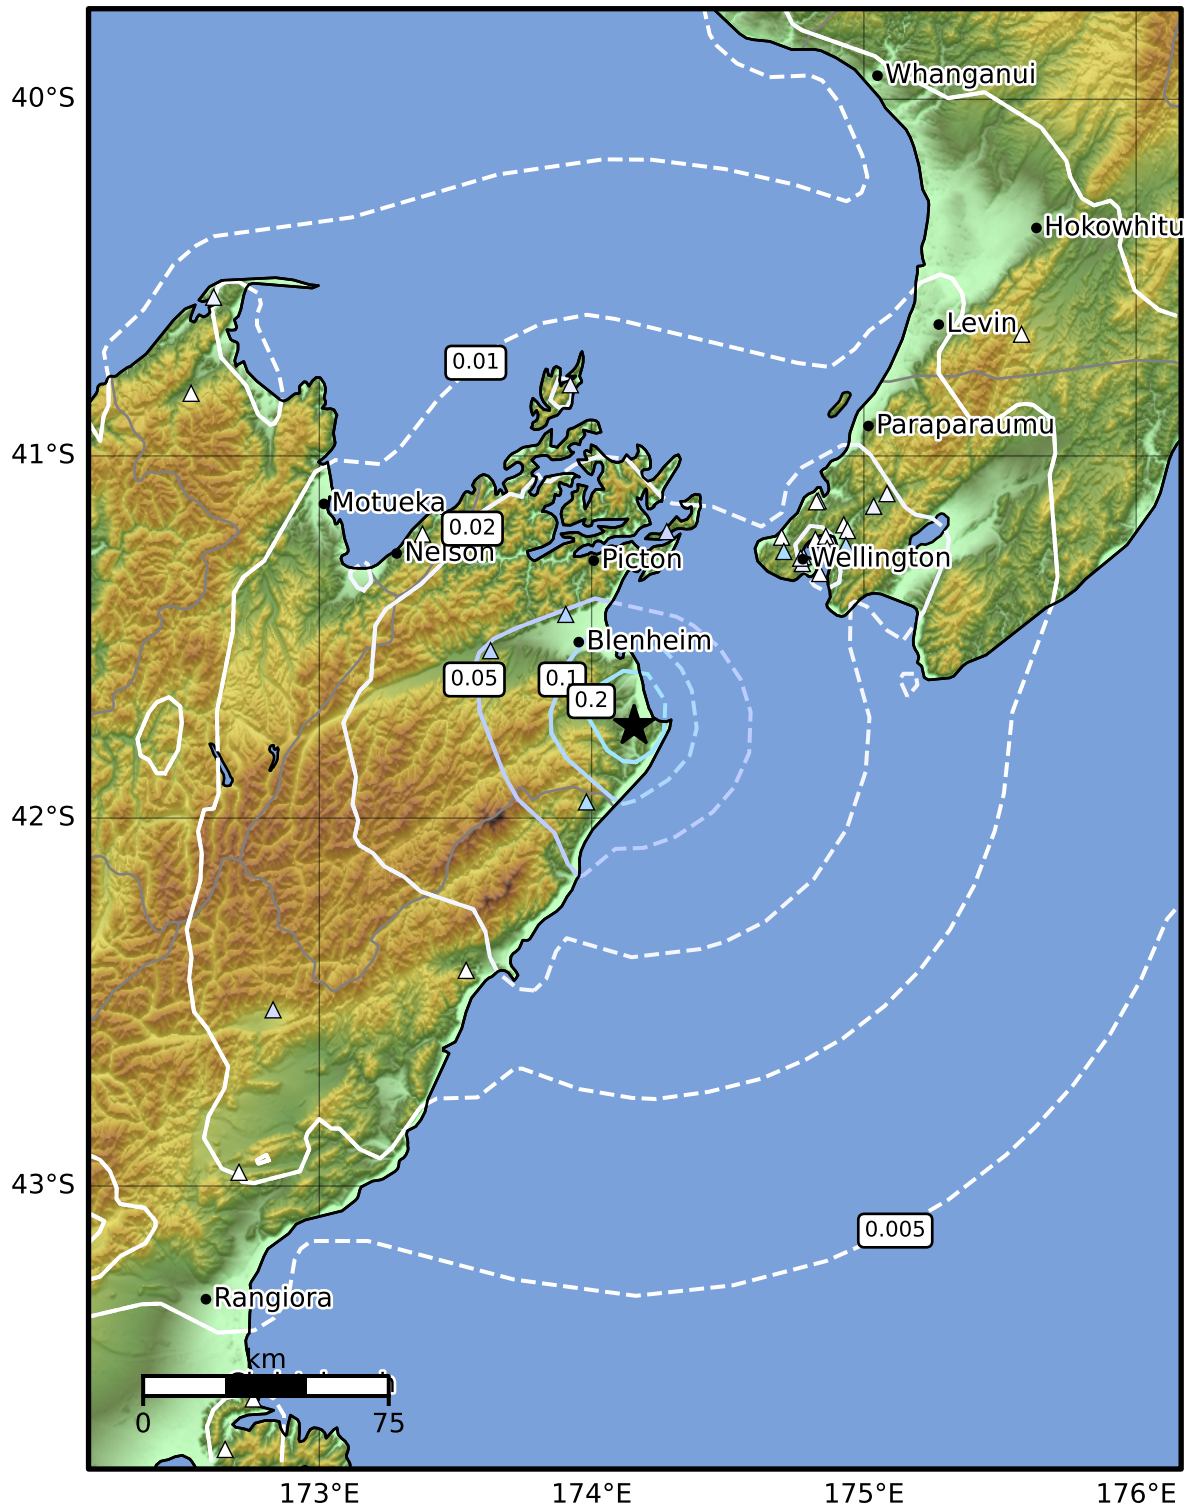 40°S
Whanganui
Hokowhitu
Levin
0.01
Paraparaumu
41°S
Motueka
0.02
Nelson
Picton
Wellington
Blenheim
0.05
0.1
0.2
42°S
43°S
0.005
Rangiora
km
0
75
173°E
174°E
175°E
176°E